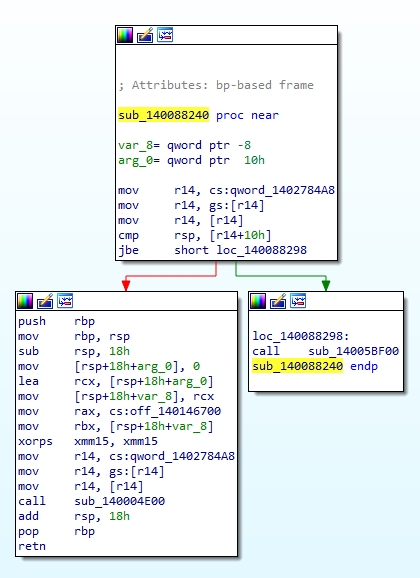 ; Attributes: bp-based frame
sub_140088240 proc near
var_8= qword ptr -8
arg_0= qword ptr  10h
mov     r14, cs:qword_1402784A8
mov     r14, gs:[r14]
mov     r14, [r14]
cmp     rsp, [r14+10h]
jbe     short loc_140088298
push    rbp
mov     rbp, rsp
sub     rsp, 18h
mov     [rsp+18h+arg_0], 0
lea     rcx, [rsp+18h+arg_0]
mov     [rsp+18h+var_8], rcx
mov     rax, cs:off_140146700
mov     rbx, [rsp+18h+var_8]
xorps   xmm15, xmm15
mov     r14, cs:qword_1402784A8
mov     r14, gs:[r14]
mov     r14, [r14]
call    sub_140004E00
add     rsp, 18h
pop     rbp
retn
loc_140088298:
call    sub_14005BF00
sub_140088240 endp